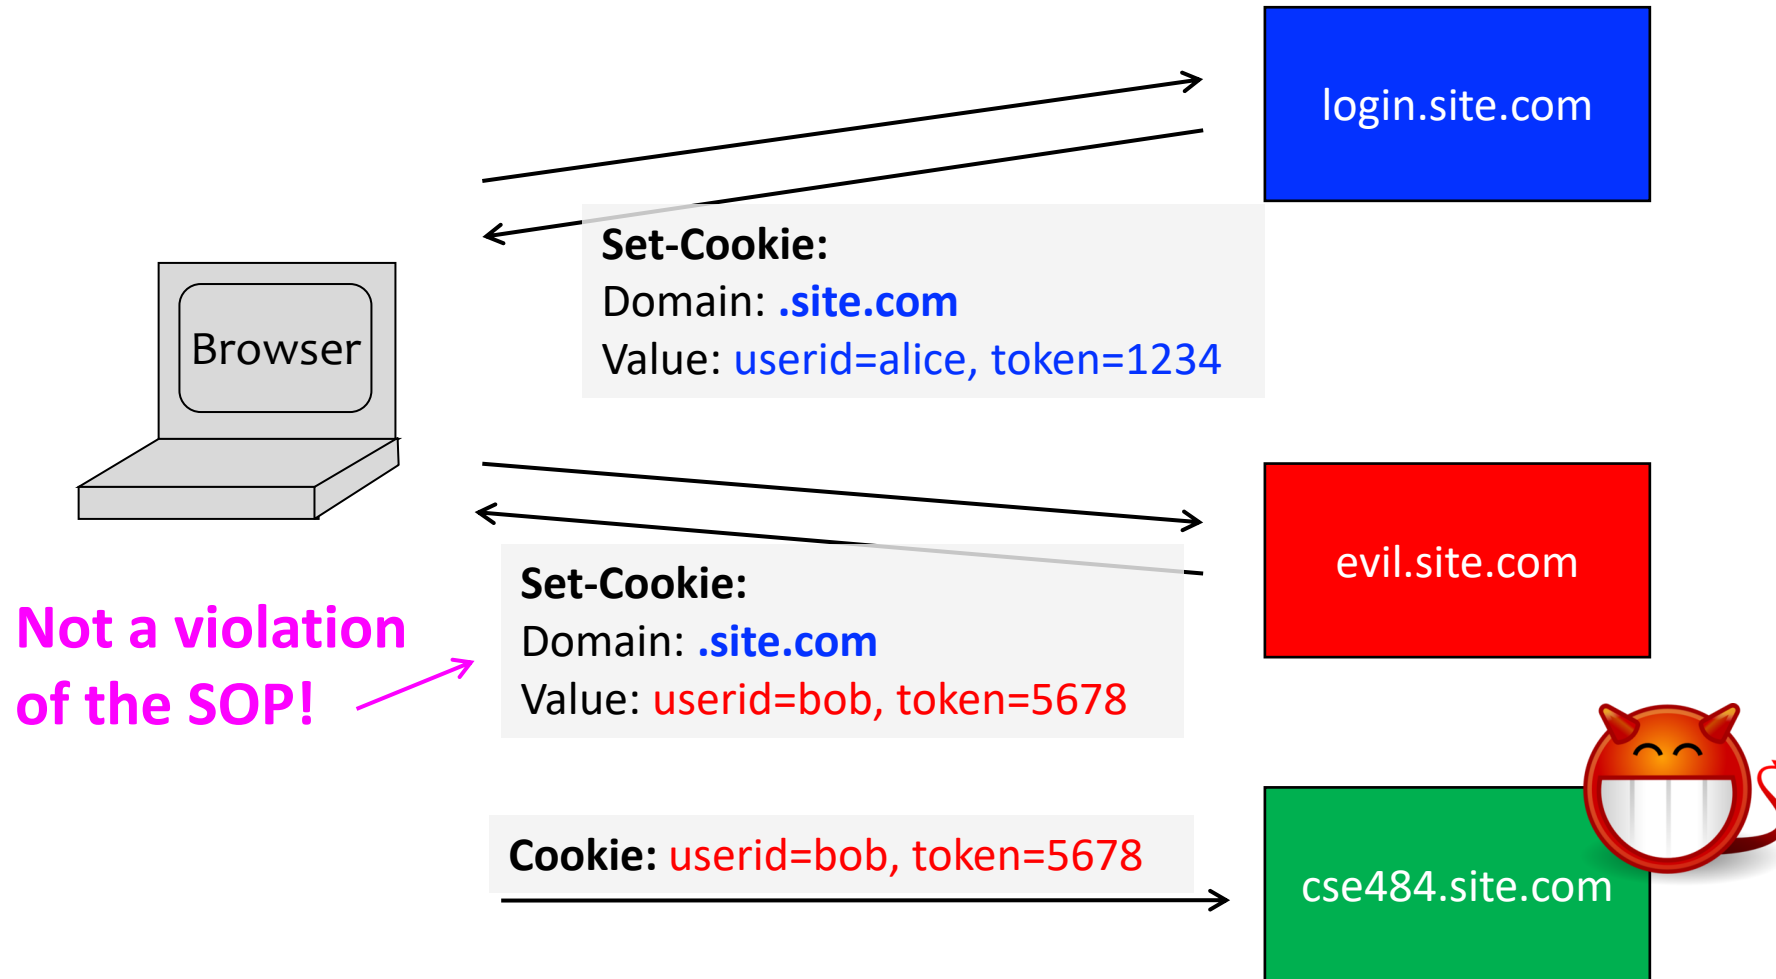 login.site.com
Set-Cookie:
Domain: .site.com
Value: userid=alice, token=1234
Browser
evil.site.com
Set-Cookie:
Domain: .site.com
Value: userid=bob, token=5678
Not a violation
of the SOP!
Cookie: userid=bob, token=5678
cse484.site.com